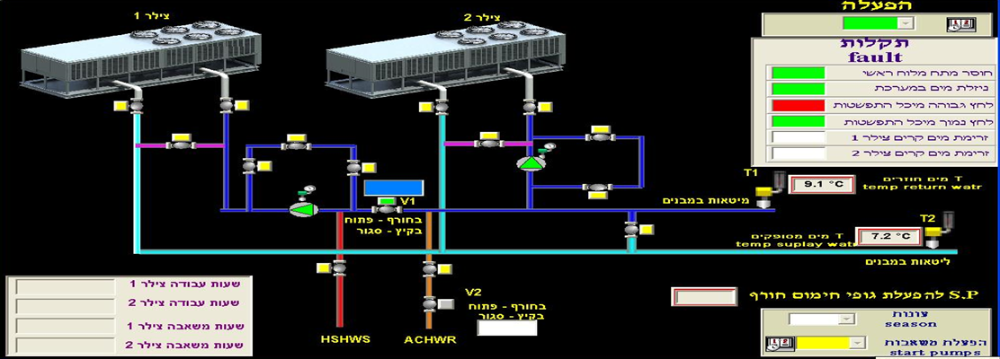 צילר 1
צילר 2
הפעלה
תקלות
fault
חוסר מתח מלוח ראשי
נזילת מים במערכת
לחץ גבוהה מיכל התפשטות
לחץ נמוך מיכל התפשטות
זרימת מים קרים צילר 1
זרימת מים קרים צילר 2
T1
9.1 °C
T מים חוזרים
temp return watr
מיטאות במבנים
V1
בחורף - פתוח
בקיץ - סגור
T2
7.2 °C
T מים מסופקים
temp suplay watr
ליטאות במבנים
שעות עבודה צילר 1
שעות עבודה צילר 2
שעות משאבה צילר 1
שעות משאבה צילר 2
V2
בחורף - פתוח
בקיץ - סגור
HSHWS
ACHWR
S.P להפעלת גופי חימום חורף
עונות
season
הפעלת משאבות
start pumps